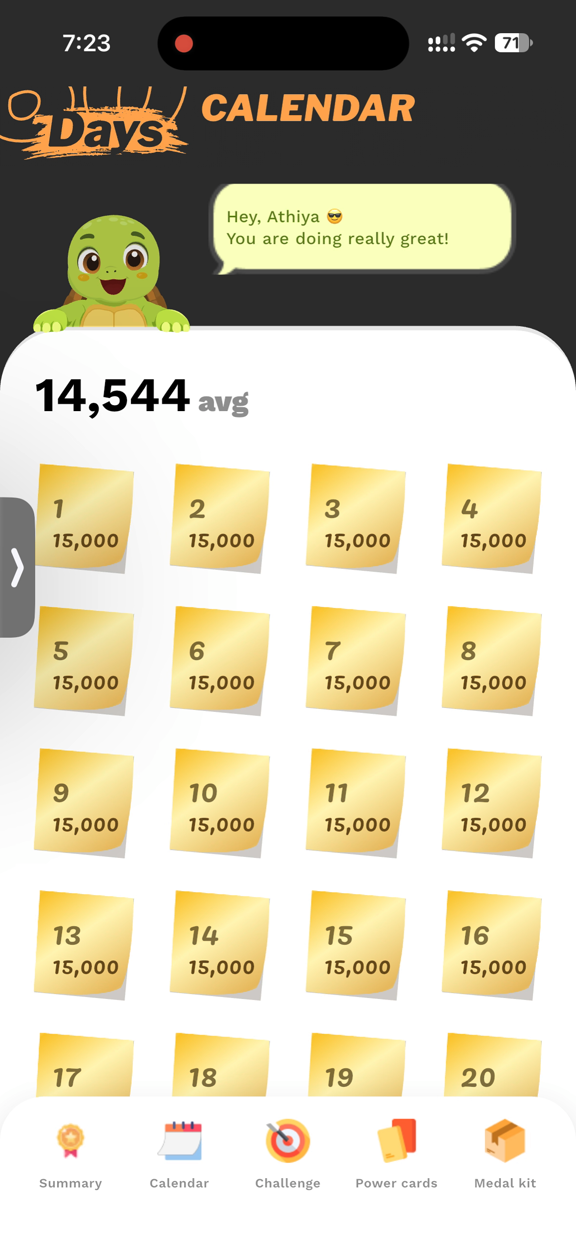 7:23
71
Days
CALENDAR
Hey, Athiya 😎
You are doing really great!
14,544 avg
1 2 3 4
15,000 15,000 15,000 15,000
5 6 7 8
15,000 15,000 15,000 15,000
9 10 11 12
15,000 15,000 15,000 15,000
13 14 15 16
15,000 15,000 15,000 15,000
17 18 19 20
Summary Calendar Challenge Power cards Medal kit